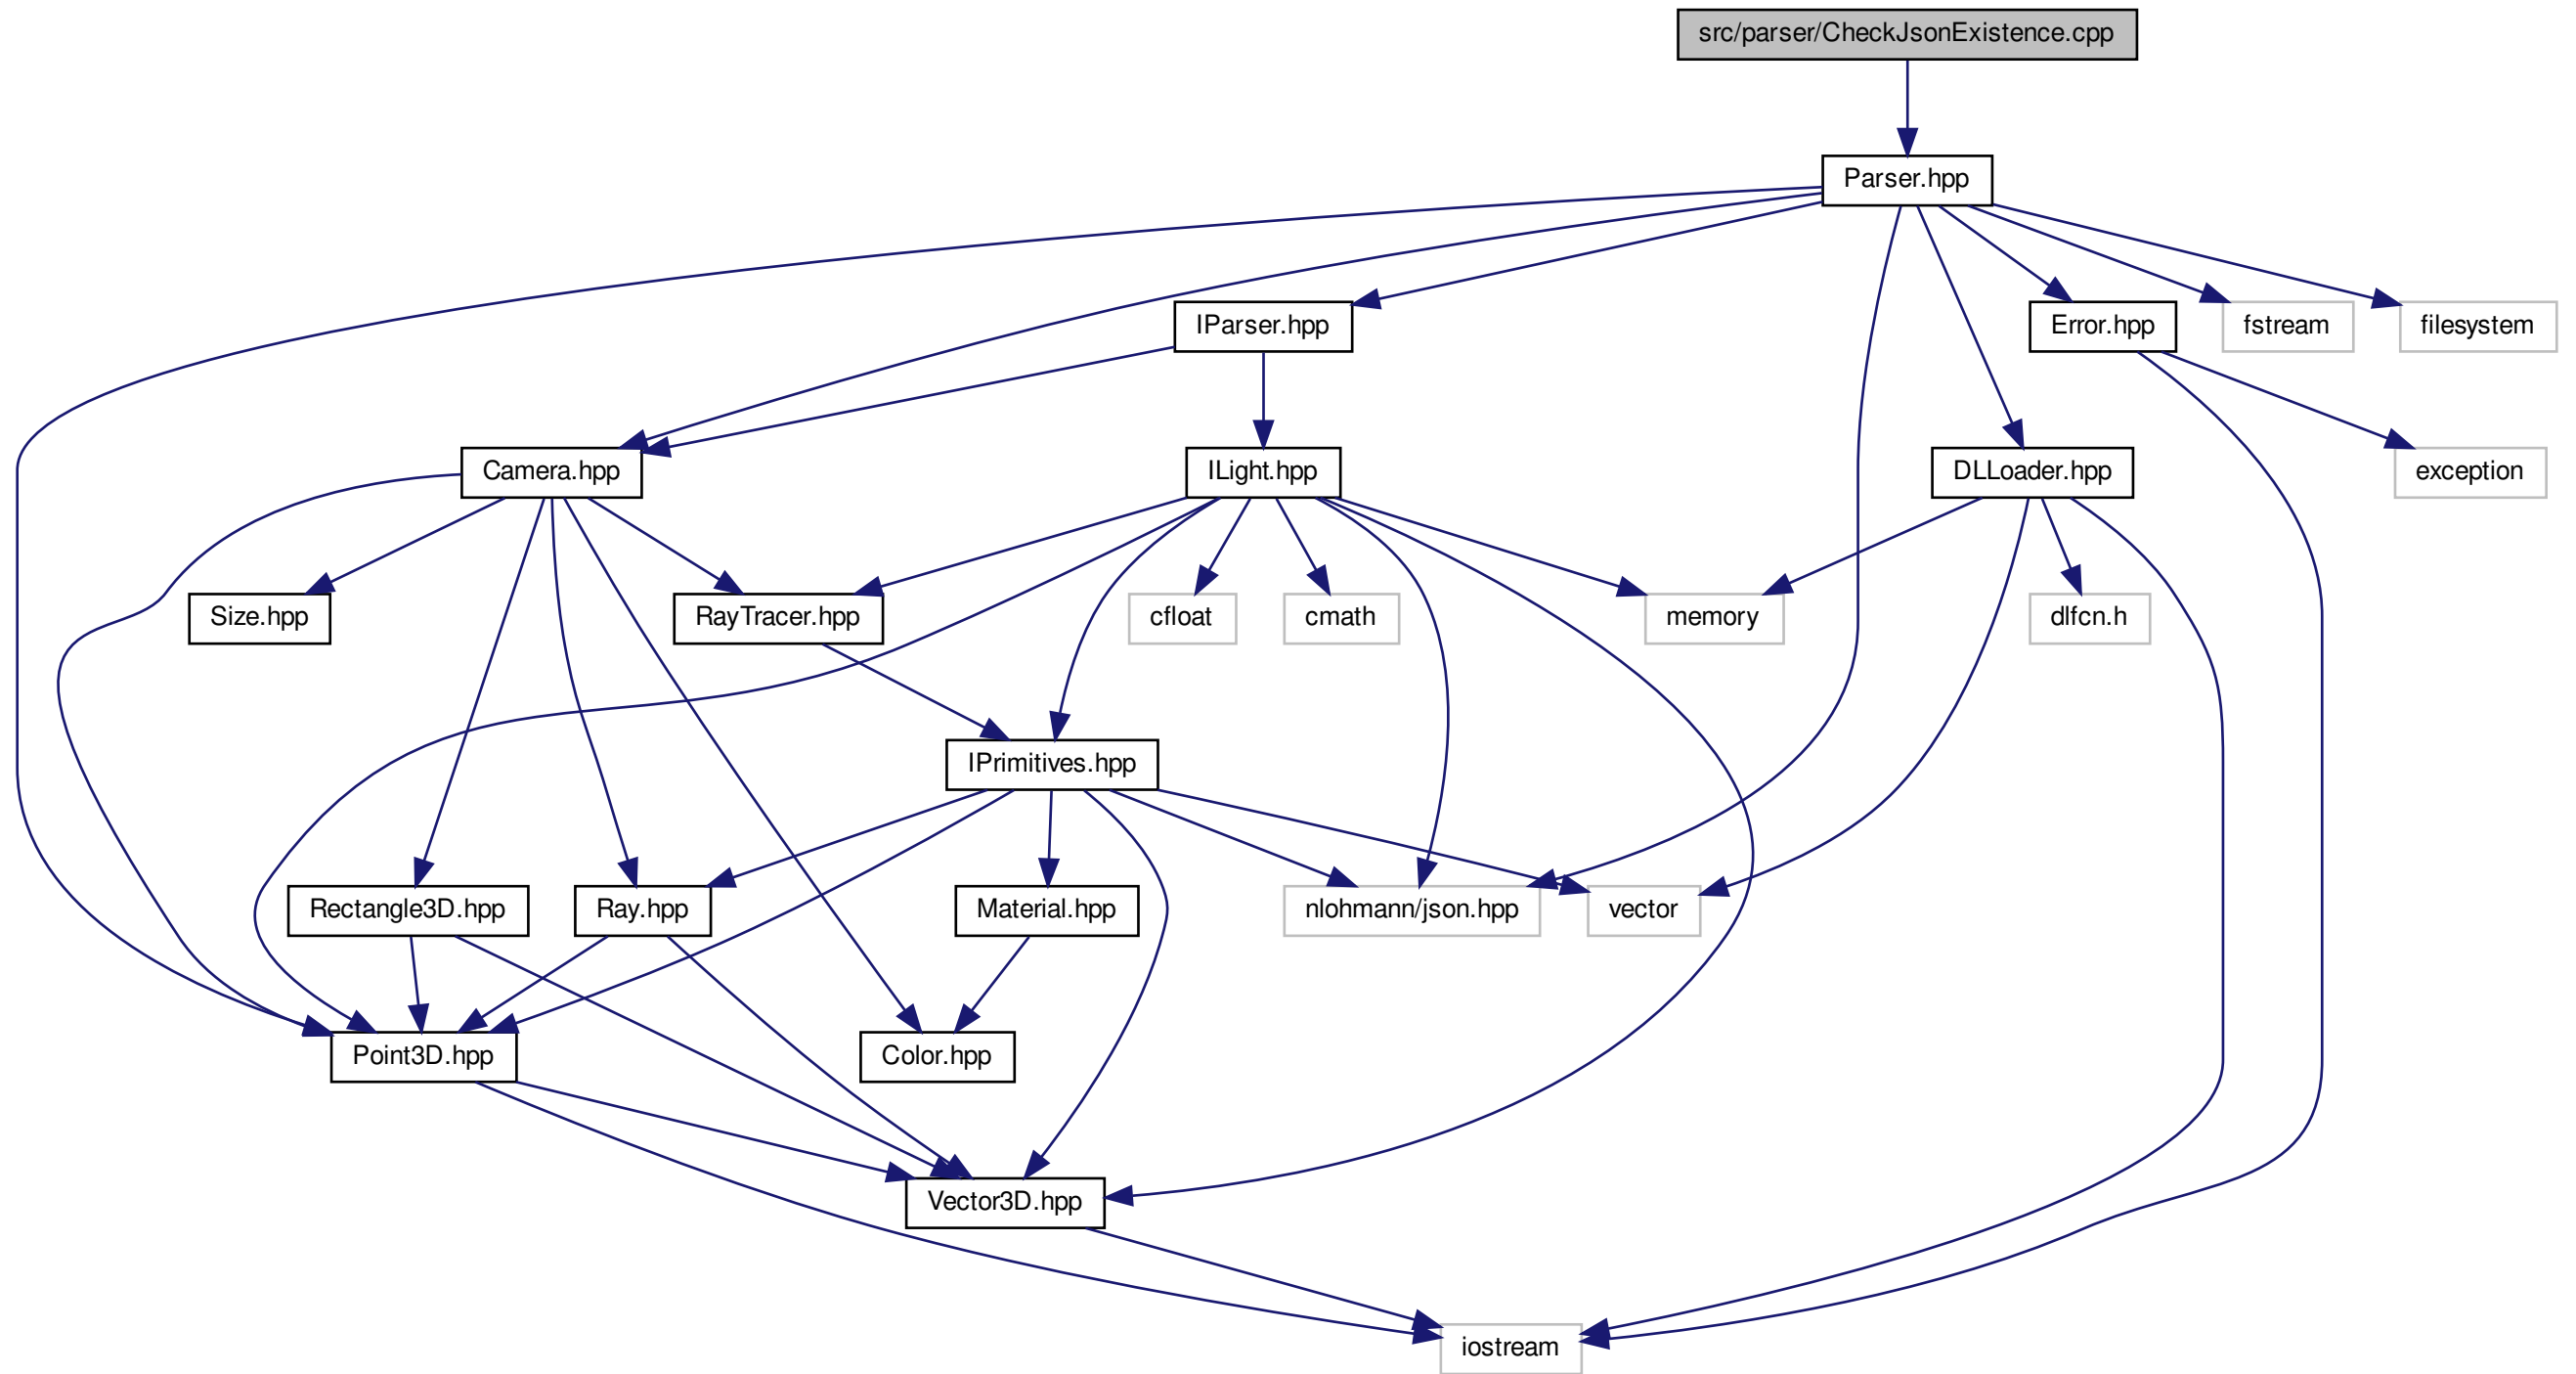 src/parser/CheckJsonExistence.cpp
Parser.hpp
IParser.hpp
Error.hpp
fstream
filesystem
Camera.hpp
ILight.hpp
DLLoader.hpp
exception
Size.hpp
RayTracer.hpp
cfloat
cmath
memory
dlfcn.h
IPrimitives.hpp
Rectangle3D.hpp
Ray.hpp
Material.hpp
nlohmann/json.hpp
vector
Point3D.hpp
Color.hpp
Vector3D.hpp
iostream